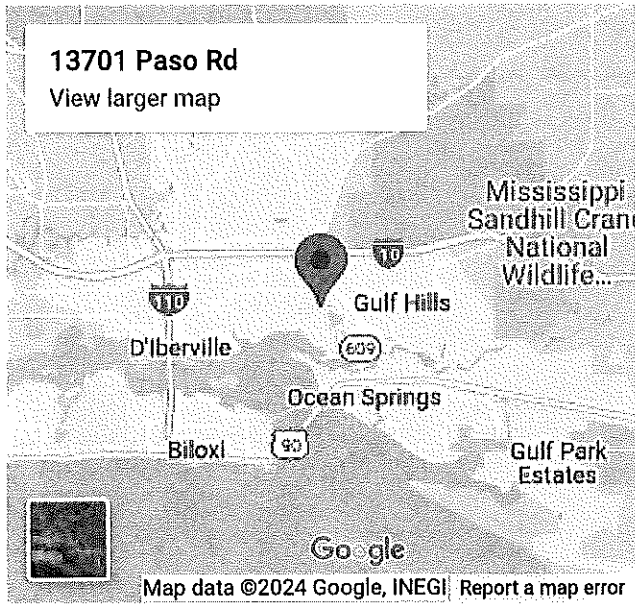 13701 Paso Rd
View larger map
Mississippi
Sandhill Cran
National
Wildlife...
10
110
Gulf Hills
D'Iberville
609
Ocean Springs
Biloxi
90
Gulf Park
Estates
Google
Map data ©2024 Google, INEGI
Report a map error